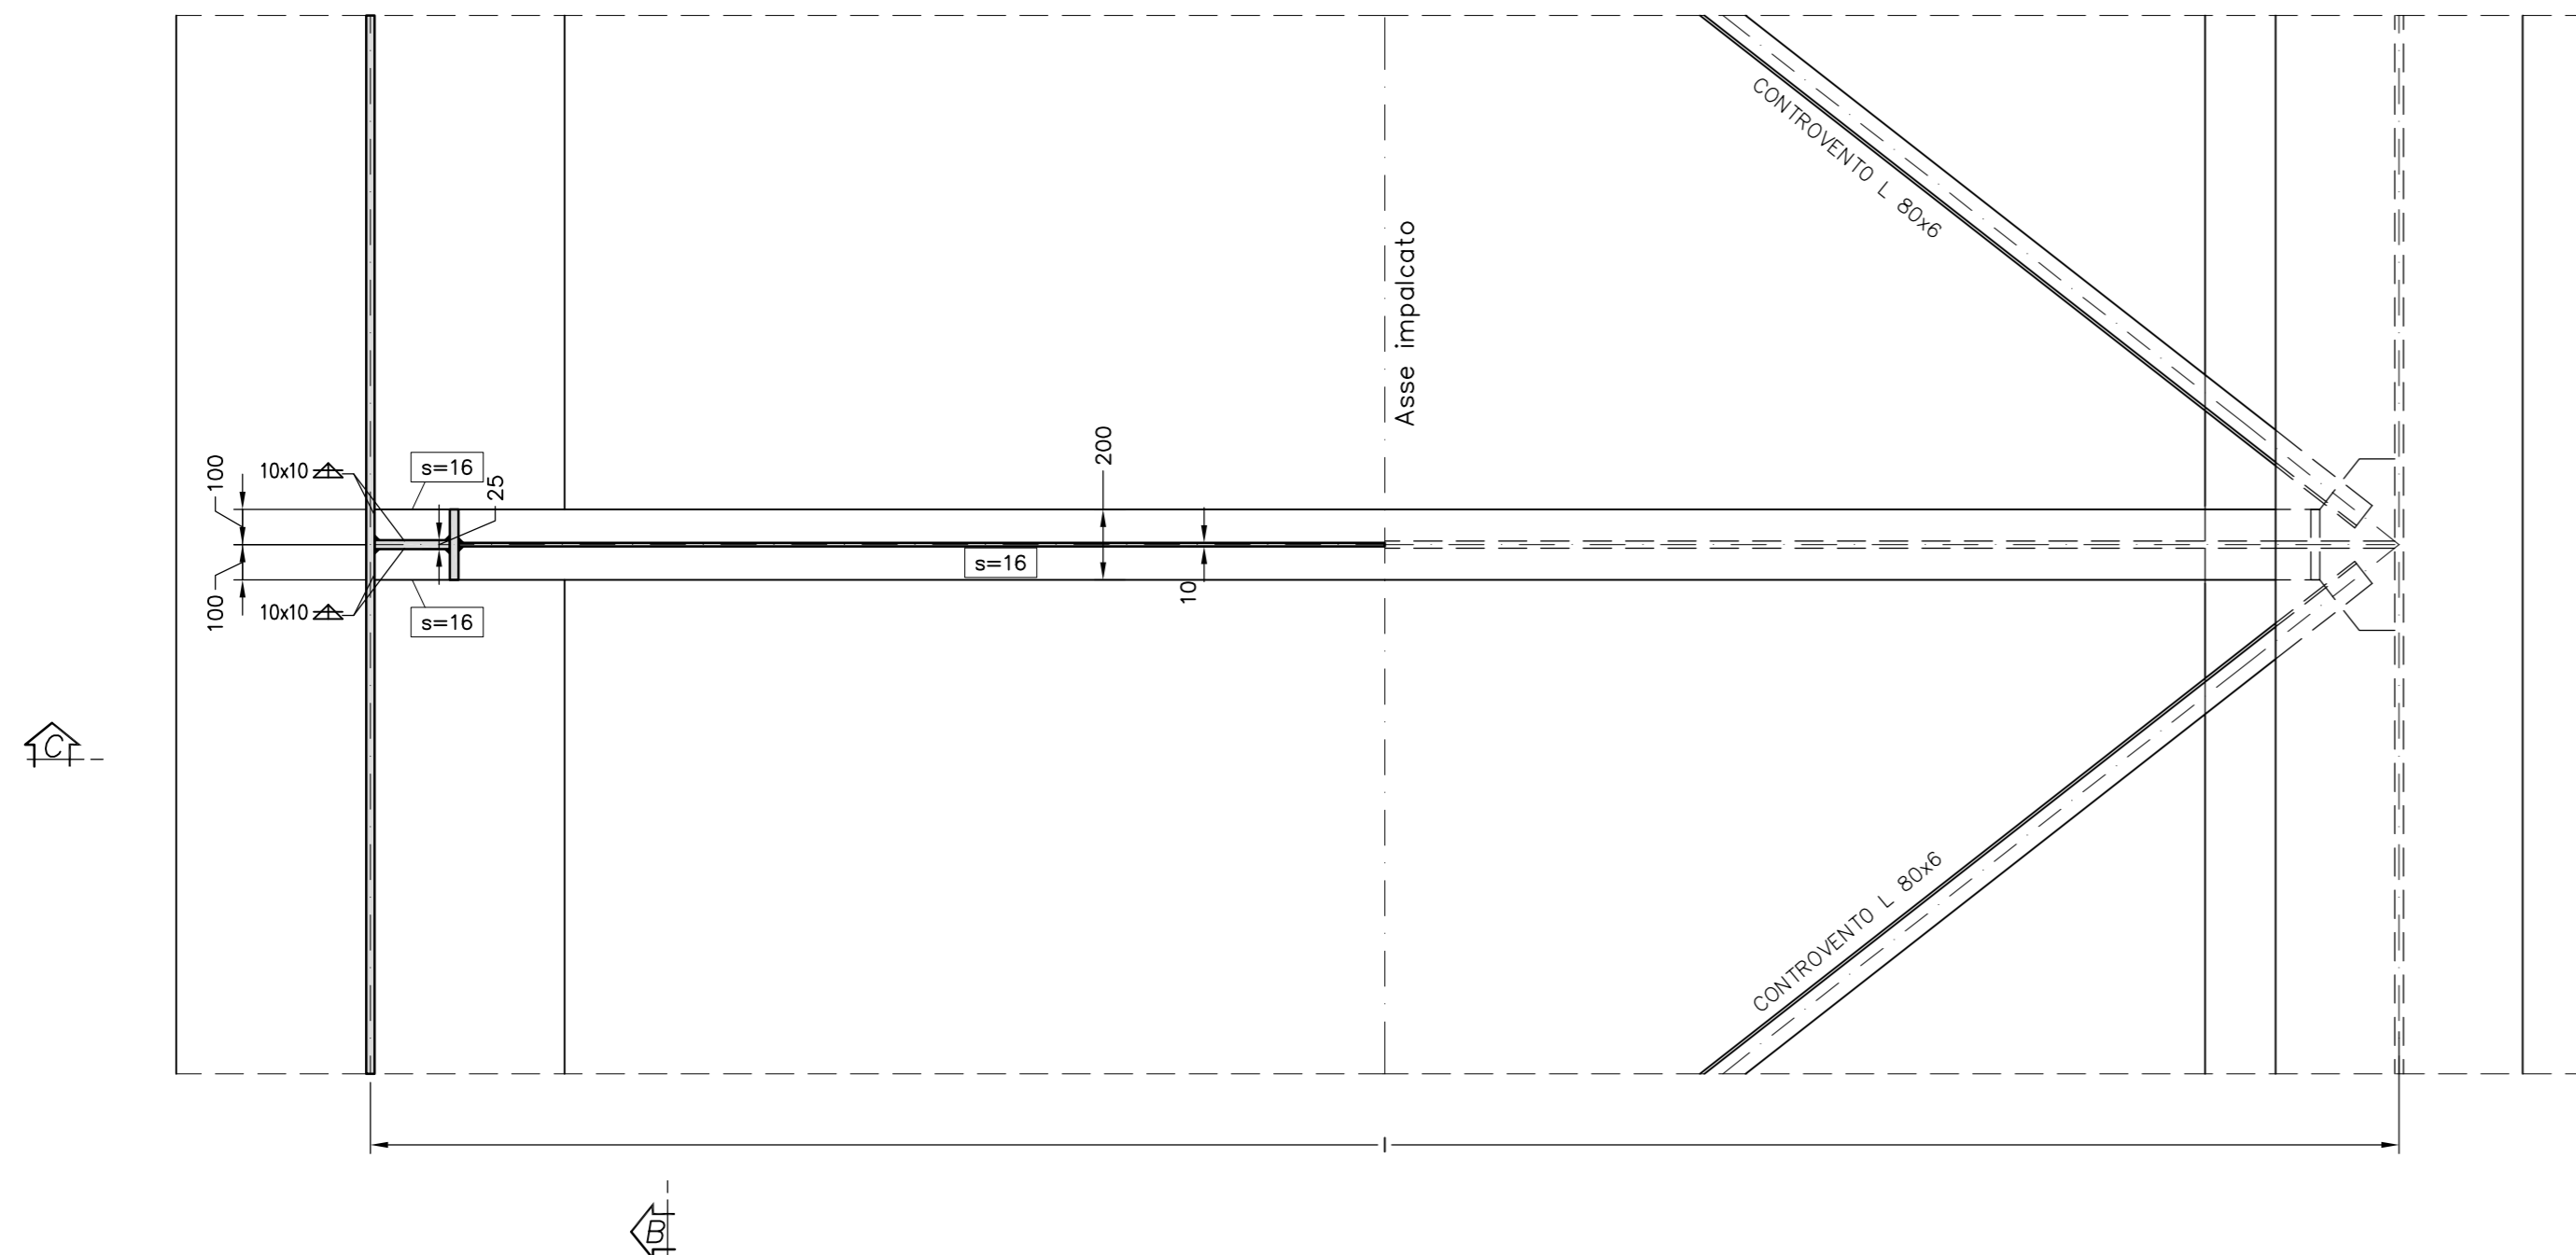 CONTROVENTO L 80x6
Asse impalcato
100
10x10
s=16
25
200
s=16
10
100
10x10
s=16
C
CONTROVENTO L 80x6
B